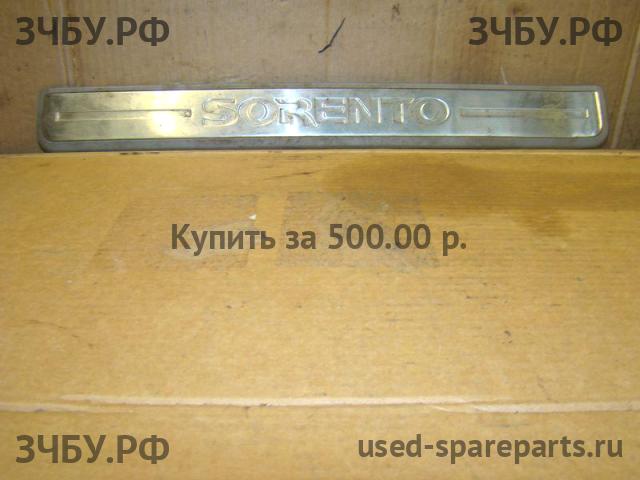 ЗЧБУ.РФ ЗЧБУ.РФ
SORENTO
Купить за 500.00 р.
ЗЧБУ.РФ used-spareparts.ru